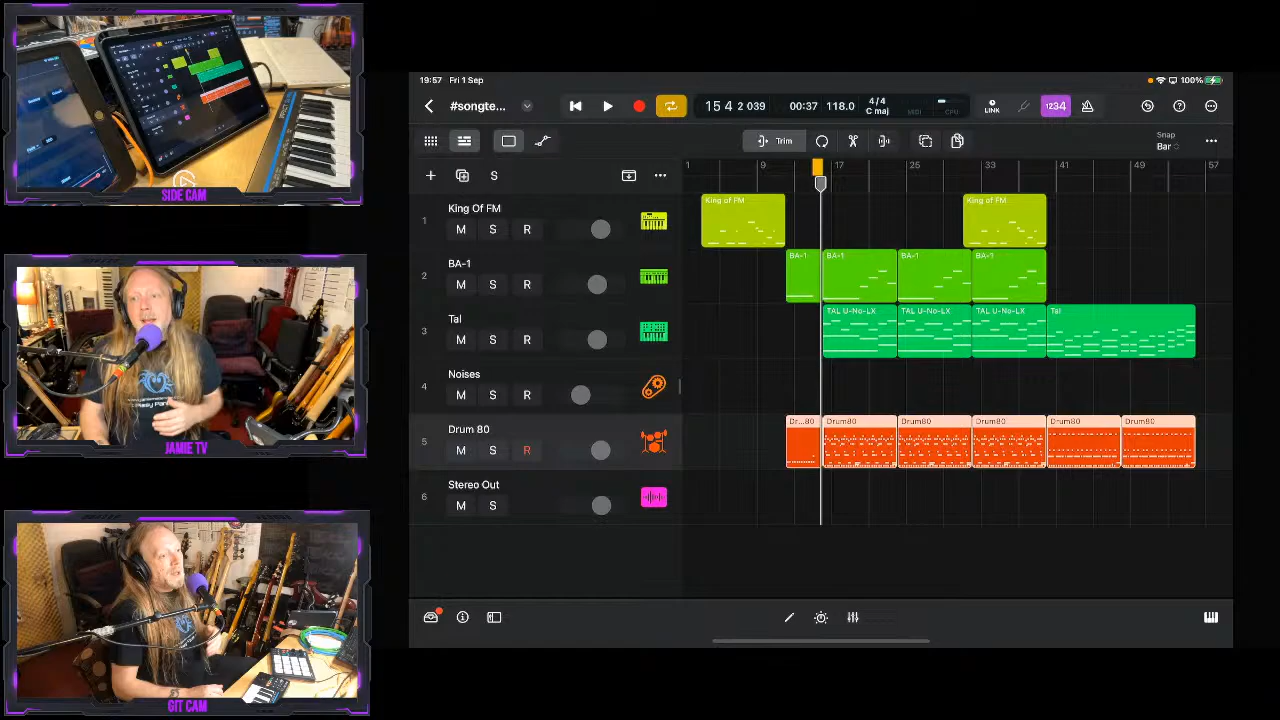 SIDE CAM
JAMIE TV
GIT CAM
19:57 Fri 1 Sep
100%
#songte...
15 4 2 039
00:37
118.0
4/4
C maj
MIDI
CPU
LINK
1234
Trim
Snap
Bar
S
1 9 17 25 33 41 49 57
1 King Of FM
M S R
2 BA-1
M S R
3 Tal
M S R
4 Noises
M S R
5 Drum 80
M S R
6 Stereo Out
M S
King of FM King of FM
BA-1 BA-1 BA-1 BA-1
TAL U-No-LX TAL U-No-LX TAL U-No-LX Tal
Dr...80 Drum80 Drum80 Drum80 Drum80 Drum80